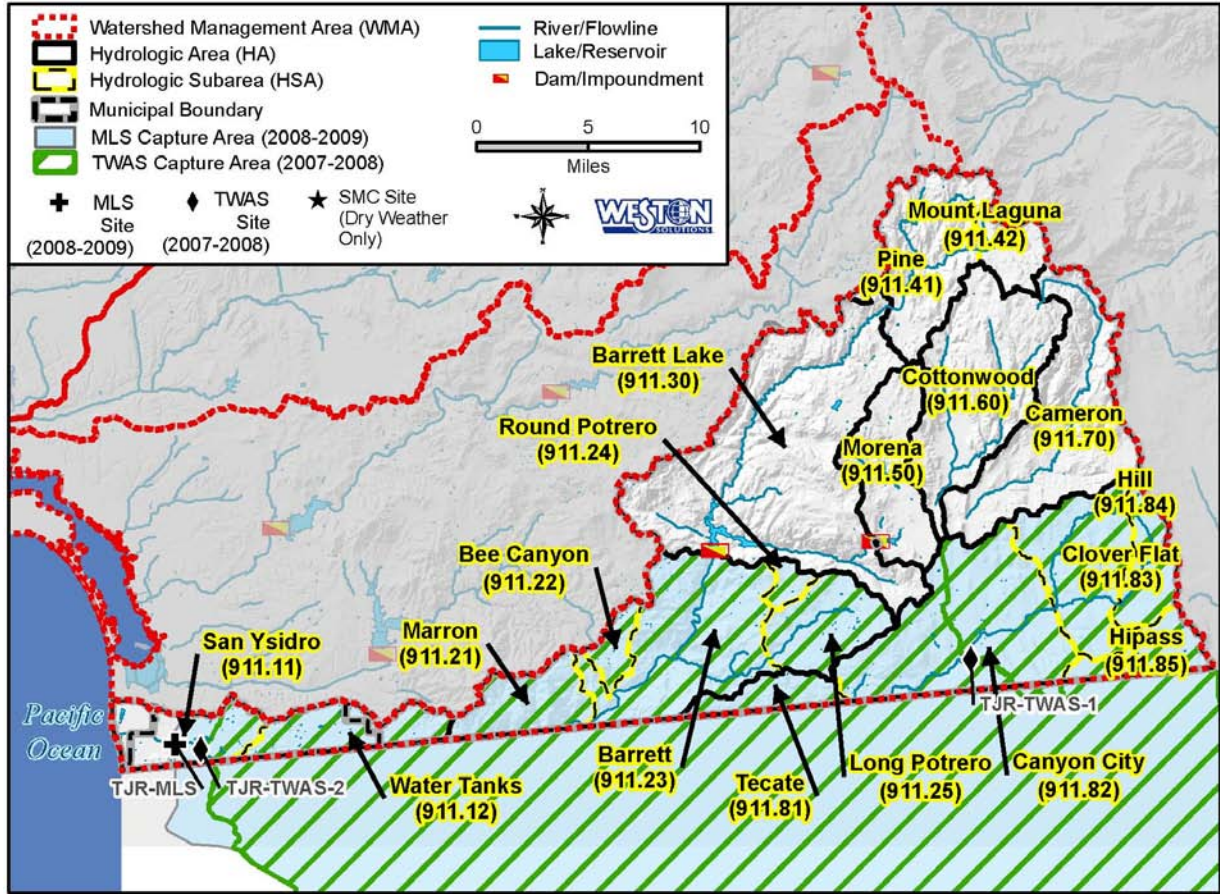 Watershed Management Area (WMA)
Hydrologic Area (HA)
Hydrologic Subarea (HSA)
Municipal Boundary
MLS Capture Area (2008-2009)
TWAS Capture Area (2007-2008)
River/Flowline
Lake/Reservoir
Dam/Impoundment
0 5 10
Miles
MLS
Site
(2008-2009)
TWAS
Site
(2007-2008)
SMC Site
(Dry Weather
Only)
WESTON
SOLUTIONS
Mount Laguna
(911.42)
Pine
(911.41)
Barrett Lake
(911.30)
Cottonwood
(911.60)
Round Potrero
(911.24)
Cameron
(911.70)
Morena
(911.50)
Hill
(911.84)
Bee Canyon
(911.22)
Clover Flat
(911.83)
San Ysidro
(911.11)
Marron
(911.21)
Hipass
(911.85)
Pacific
Ocean
TJR-TWAS-1
TJR-MLS
TJR-TWAS-2
Water Tanks
(911.12)
Barrett
(911.23)
Tecate
(911.81)
Long Potrero
(911.25)
Canyon City
(911.82)